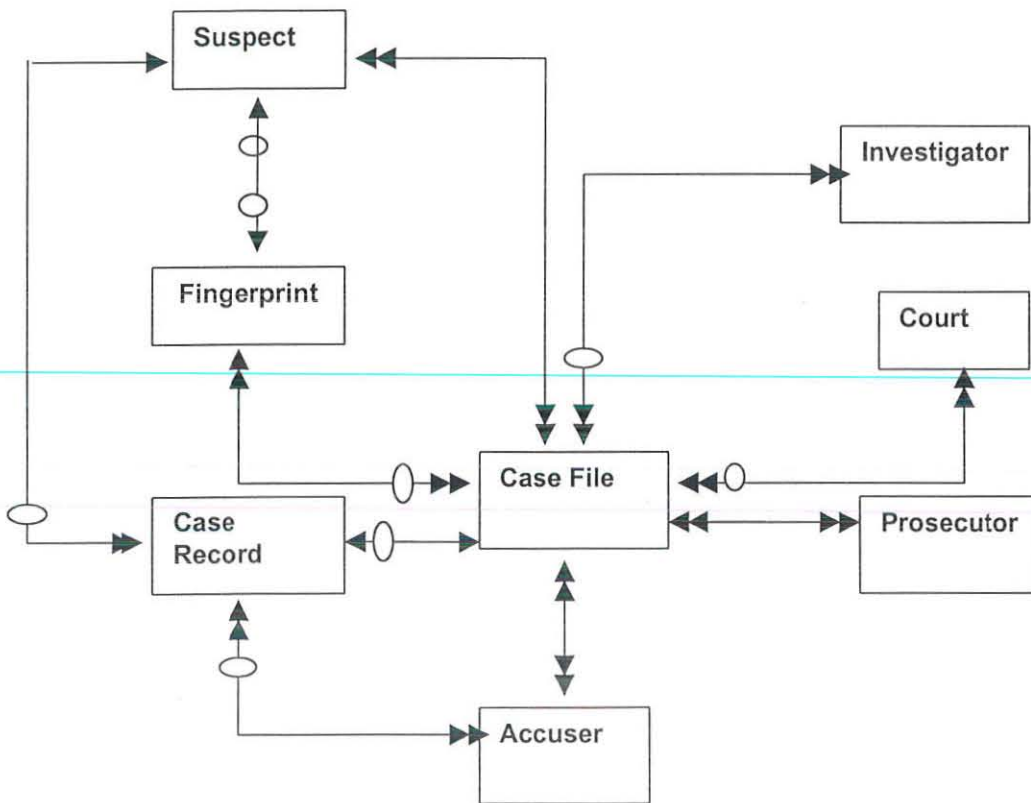 Suspect
Investigator
Fingerprint
Court
Case File
Case
Record
Prosecutor
Accuser